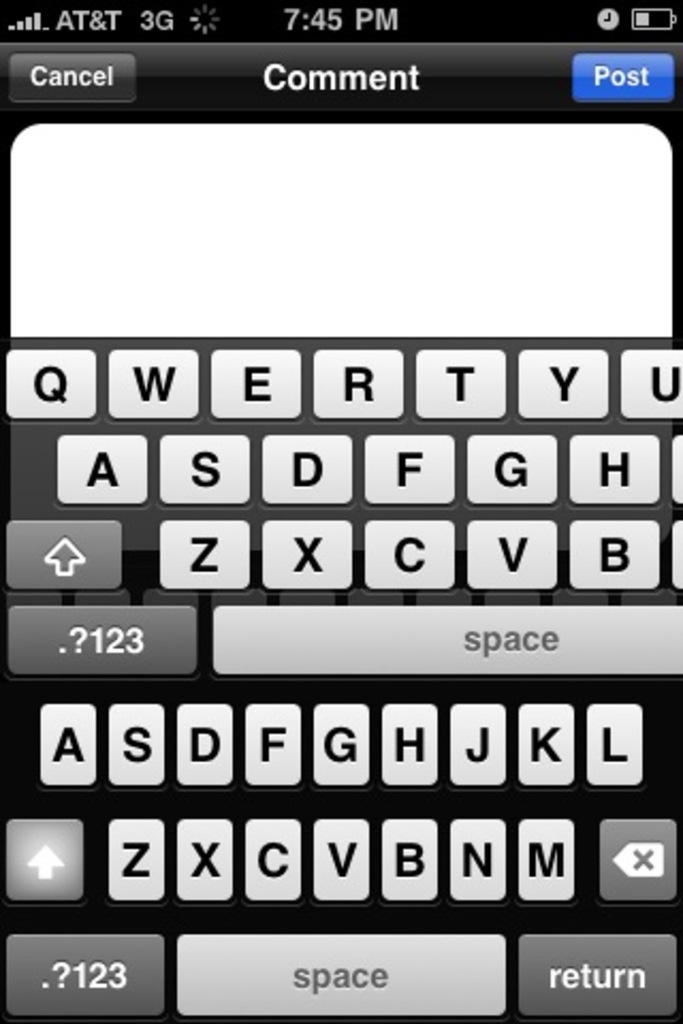 AT&T 3G 7:45 PM
Cancel Comment Post
Q W E R T Y U
A S D F G H
Z X C V B
.?123 space
A S D F G H J K L
Z X C V B N M
.?123 space return